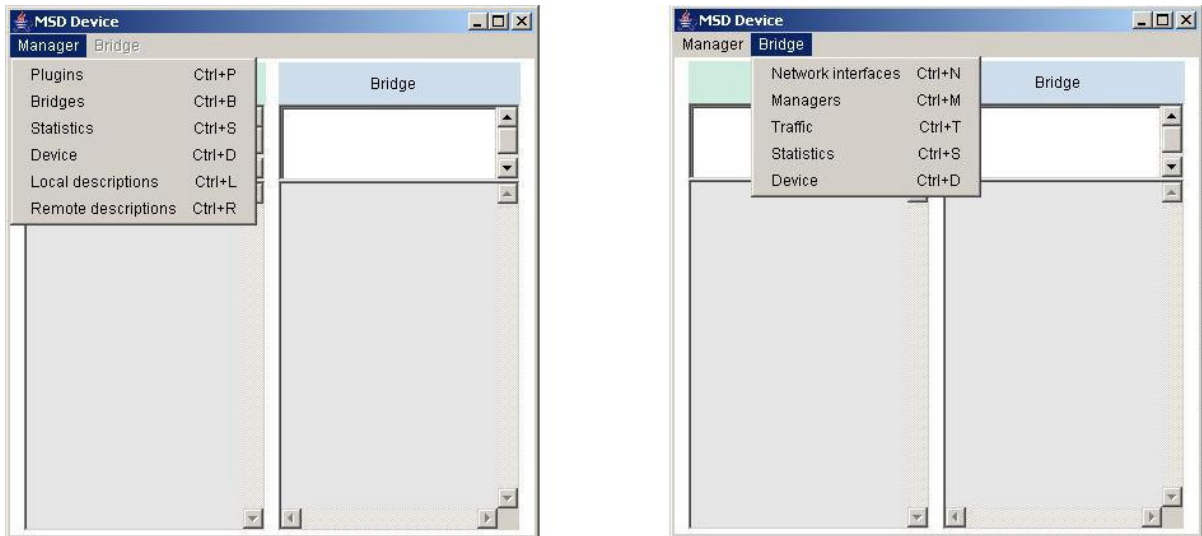 MSD Device
Manager Bridge
Plugins Ctrl+P
Bridges Ctrl+B
Statistics Ctrl+S
Device Ctrl+D
Local descriptions Ctrl+L
Remote descriptions Ctrl+R
Bridge
MSD Device
Manager Bridge
Network interfaces Ctrl+N
Managers Ctrl+M
Traffic Ctrl+T
Statistics Ctrl+S
Device Ctrl+D
Bridge